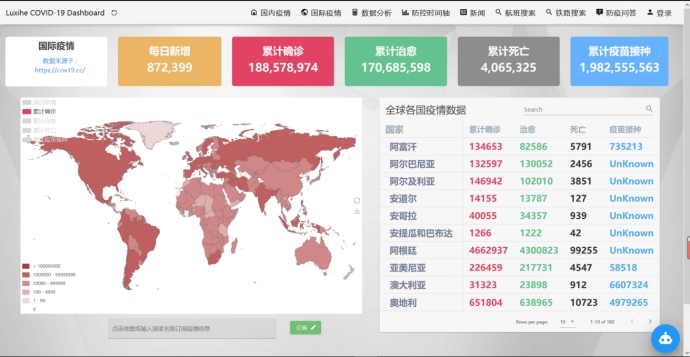 Luxihe COVID-19 Dashboard
国内疫情 国际疫情 数据分析 防控时间轴 新闻 航班搜索 铁路搜索 防疫问答 登录
国际疫情
数据来源于：
https://cov19.cc/
每日新增
872,399
累计确诊
188,578,974
累计治愈
170,685,598
累计死亡
4,065,325
累计疫苗接种
1,982,555,563
每日新增
累计确诊
累计治愈
累计死亡
> 100000000
1000000 - 99999999
10000 - 999999
100 - 9999
1 - 99
0
点击地图或输入国家名称订阅疫情信息
订阅
全球各国疫情数据
Search
国家 累计确诊 治愈 死亡 疫苗接种
阿富汗 134653 82586 5791 735213
阿尔巴尼亚 132597 130052 2456 UnKnown
阿尔及利亚 146942 102010 3851 UnKnown
安道尔 14155 13787 127 UnKnown
安哥拉 40055 34357 939 UnKnown
安提瓜和巴布达 1266 1222 42 UnKnown
阿根廷 4662937 4300823 99255 UnKnown
亚美尼亚 226459 217731 4547 58518
澳大利亚 31323 23898 912 6607324
奥地利 651804 638965 10723 4979265
Rows per page: 10 1-10 of 180